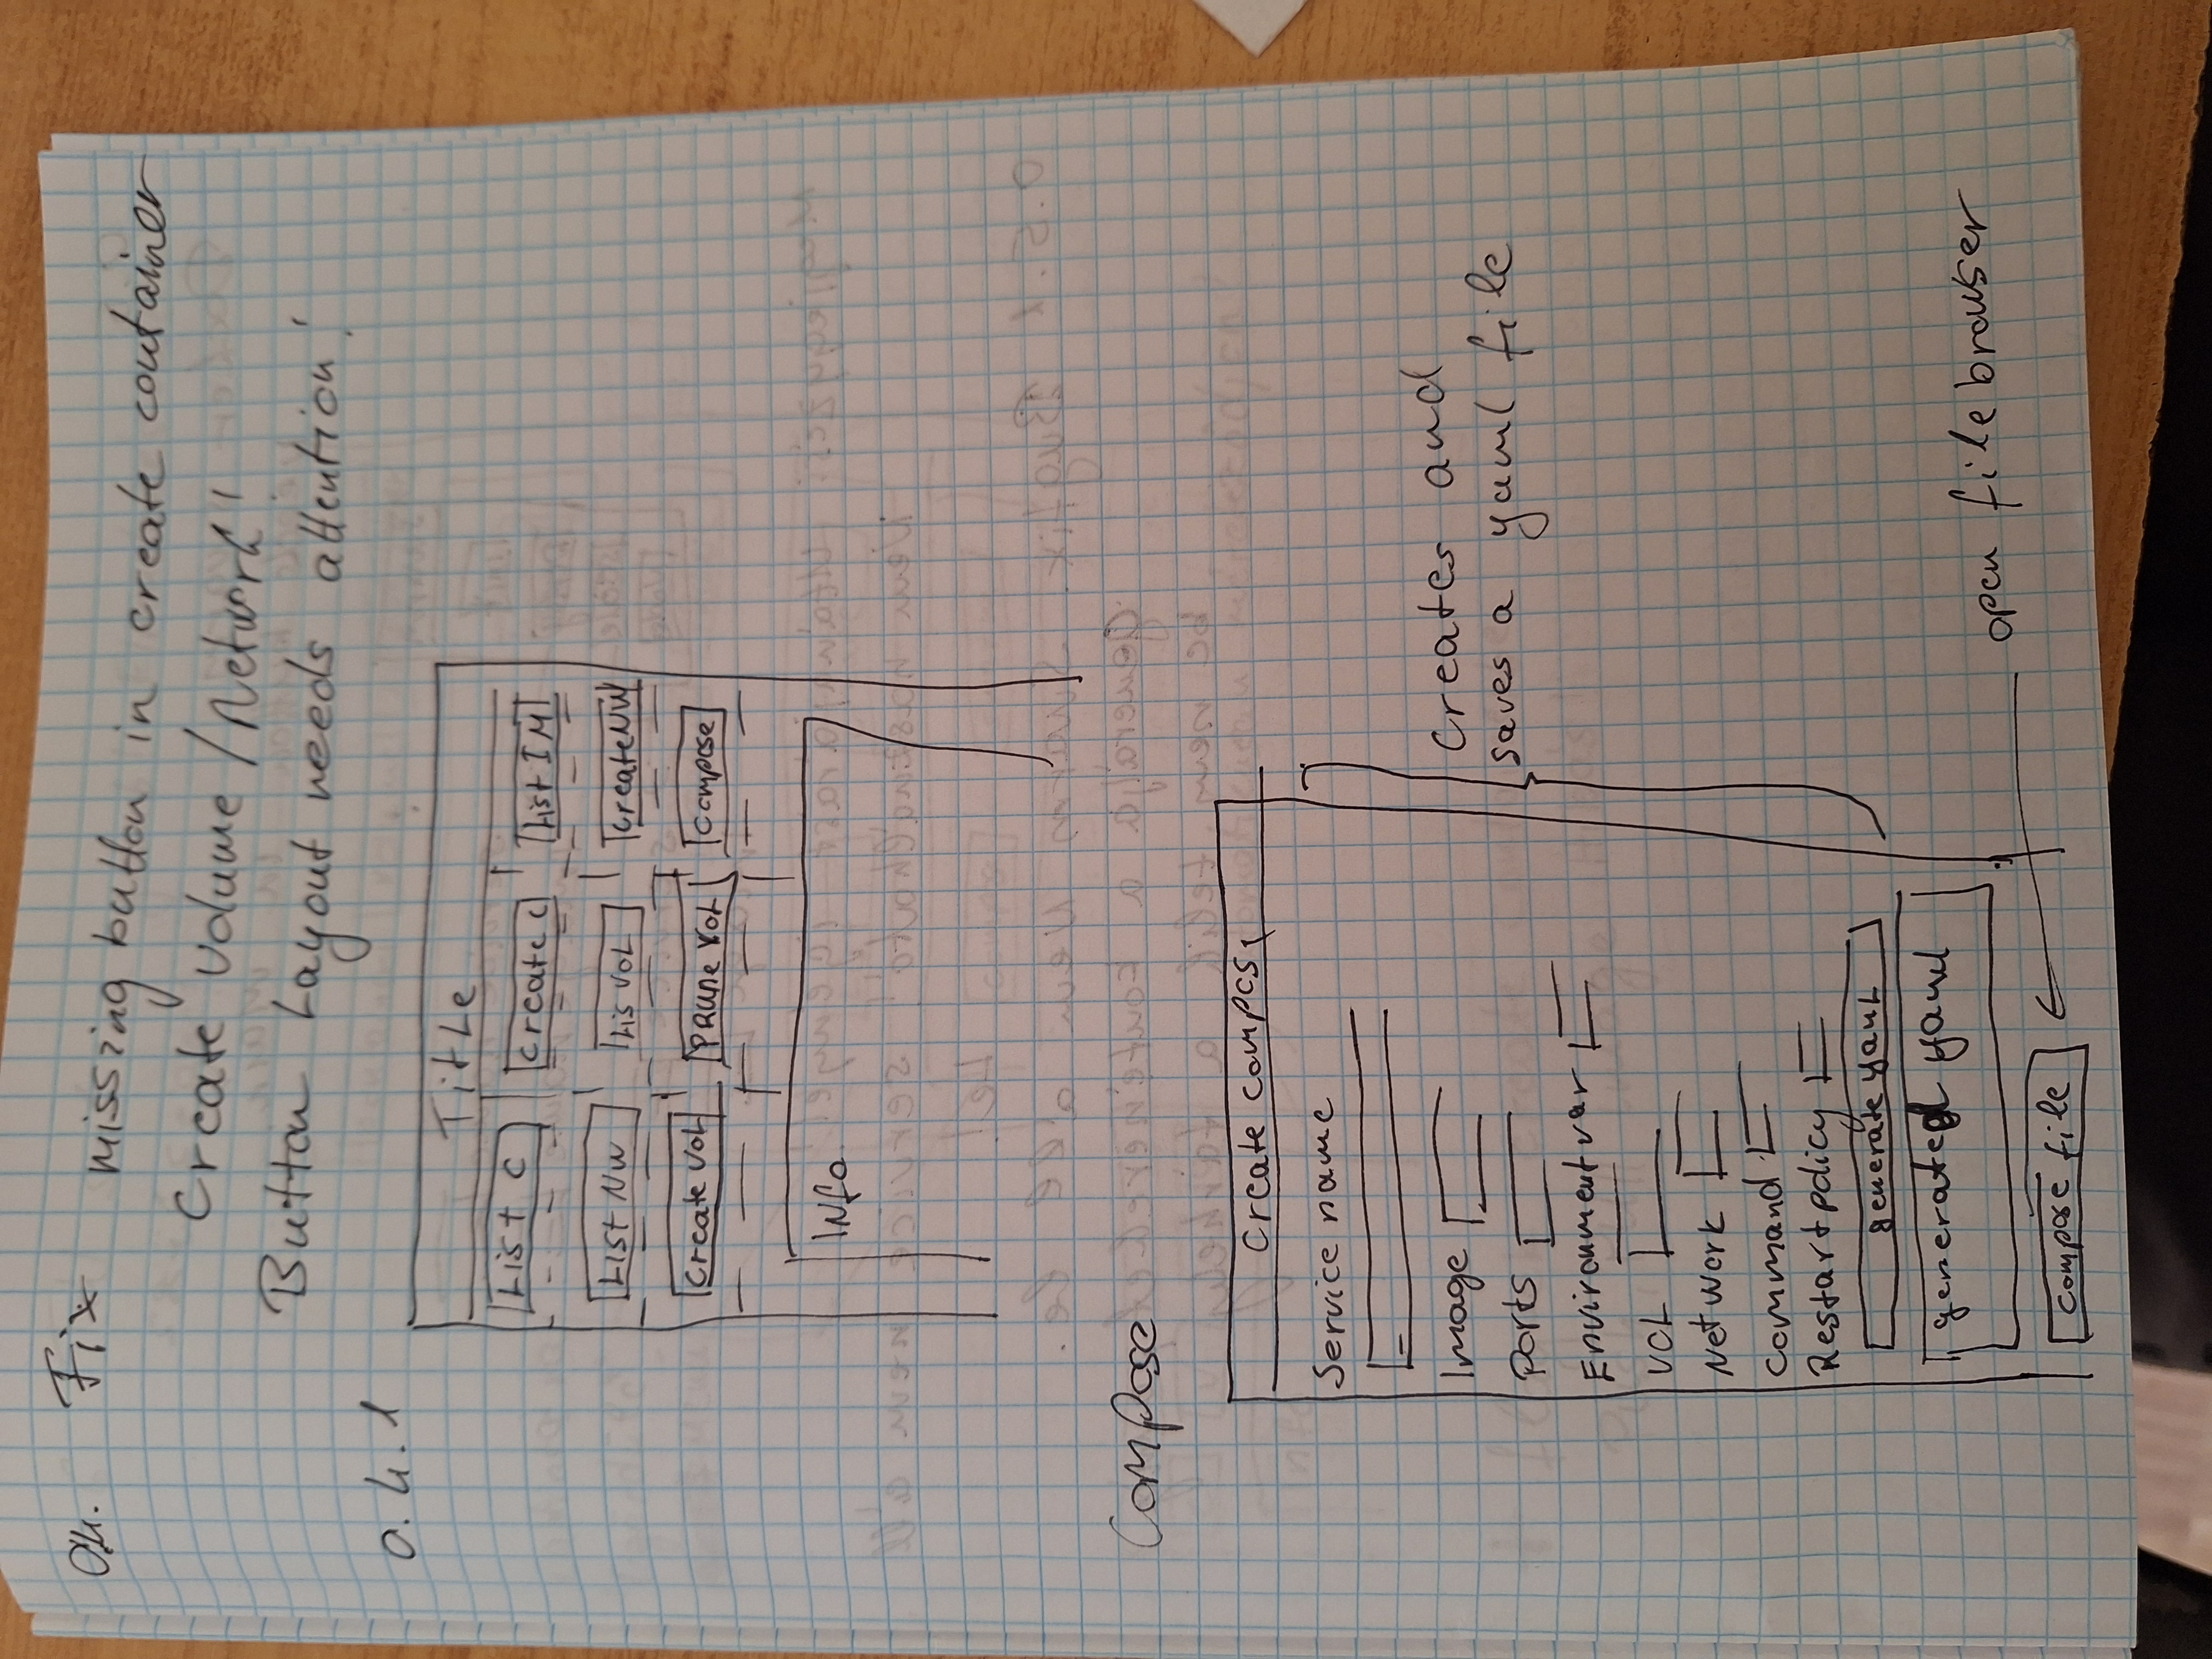 04. Fix missing button in create container
Create Volume/Network!
Button Layout needs attention!
0.4.1
Title
List C Create C List IM
List NW Lis VOL Create NW
Create VOL PRUne VOL Compose
Info
Compose
Create compose
Service name
Image
Ports
Environment var
VOL
Network
Command
Restart policy
generate yaml
generated yaml
compose file
Creates and
saves a yaml file
open file browser